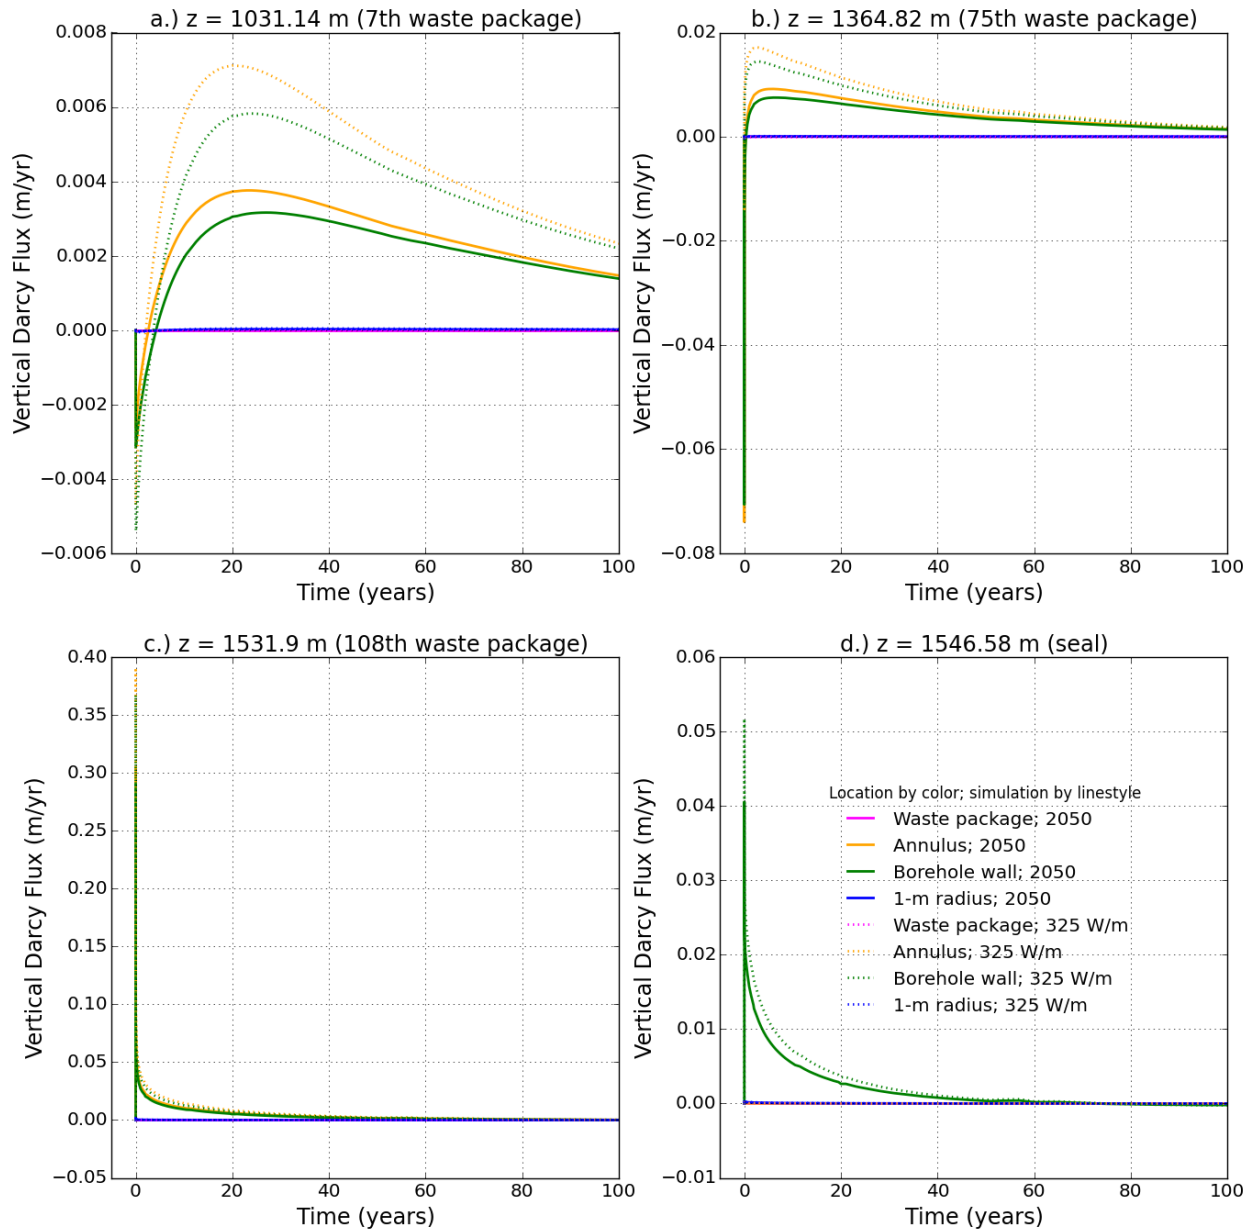 a.) z = 1031.14 m (7th waste package)
0.008
0.006
0.004
0.002
0.000
−0.002
−0.004
−0.006
Vertical Darcy Flux (m/yr)
0 20 40 60 80 100
Time (years)
b.) z = 1364.82 m (75th waste package)
0.02
0.00
−0.02
−0.04
−0.06
−0.08
Vertical Darcy Flux (m/yr)
0 20 40 60 80 100
Time (years)
c.) z = 1531.9 m (108th waste package)
0.40
0.35
0.30
0.25
0.20
0.15
0.10
0.05
0.00
−0.05
Vertical Darcy Flux (m/yr)
0 20 40 60 80 100
Time (years)
d.) z = 1546.58 m (seal)
0.06
0.05
0.04
0.03
0.02
0.01
0.00
−0.01
Vertical Darcy Flux (m/yr)
Location by color; simulation by linestyle
Waste package; 2050
Annulus; 2050
Borehole wall; 2050
1-m radius; 2050
Waste package; 325 W/m
Annulus; 325 W/m
Borehole wall; 325 W/m
1-m radius; 325 W/m
0 20 40 60 80 100
Time (years)